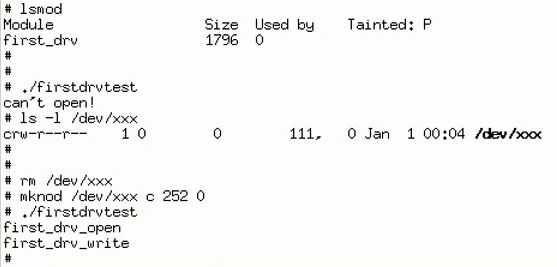 # lsmod
Module Size Used by Tainted: P
first_drv 1796 0
#
#
# ./firstdrvtest
can't open!
# ls -l /dev/xxx
crw-r--r-- 1 0 0 111, 0 Jan 1 00:04 /dev/xxx
#
#
# rm /dev/xxx
# mknod /dev/xxx c 252 0
# ./firstdrvtest
first_drv_open
first_drv_write
#